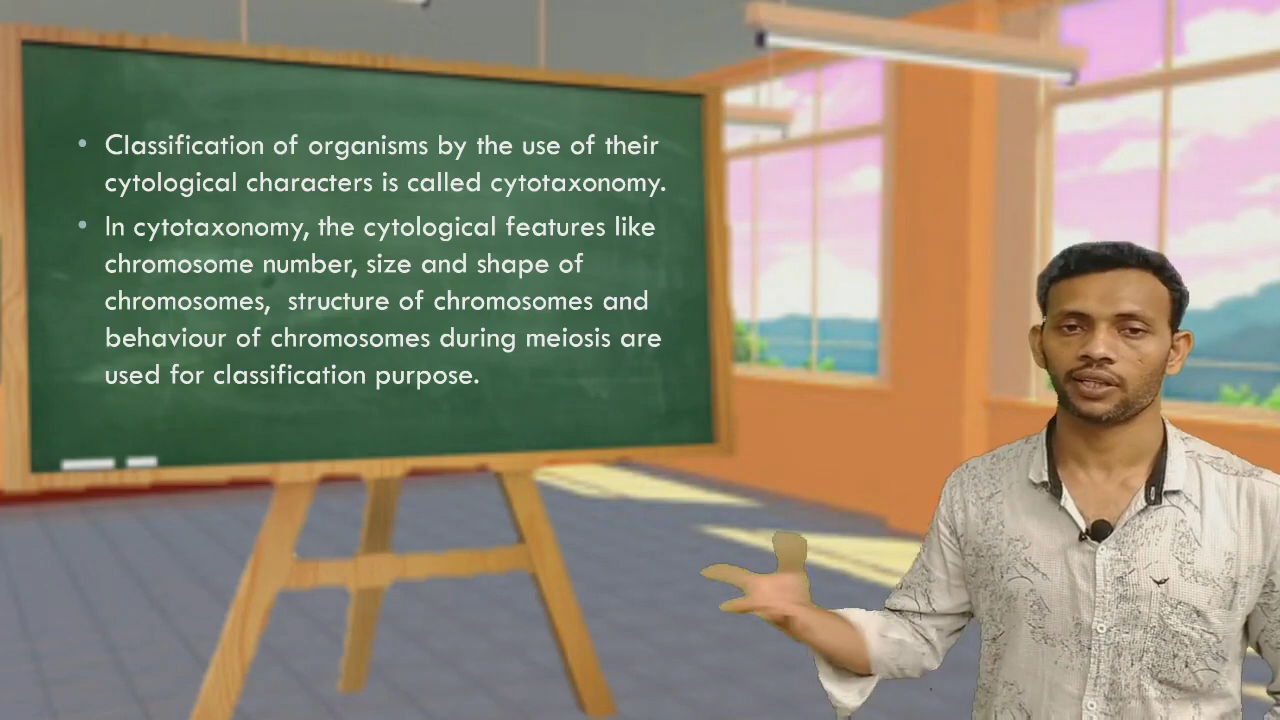 • Classification of organisms by the use of their
cytological characters is called cytotaxonomy.
• In cytotaxonomy, the cytological features like
chromosome number, size and shape of
chromosomes,  structure of chromosomes and
behaviour of chromosomes during meiosis are
used for classification purpose.